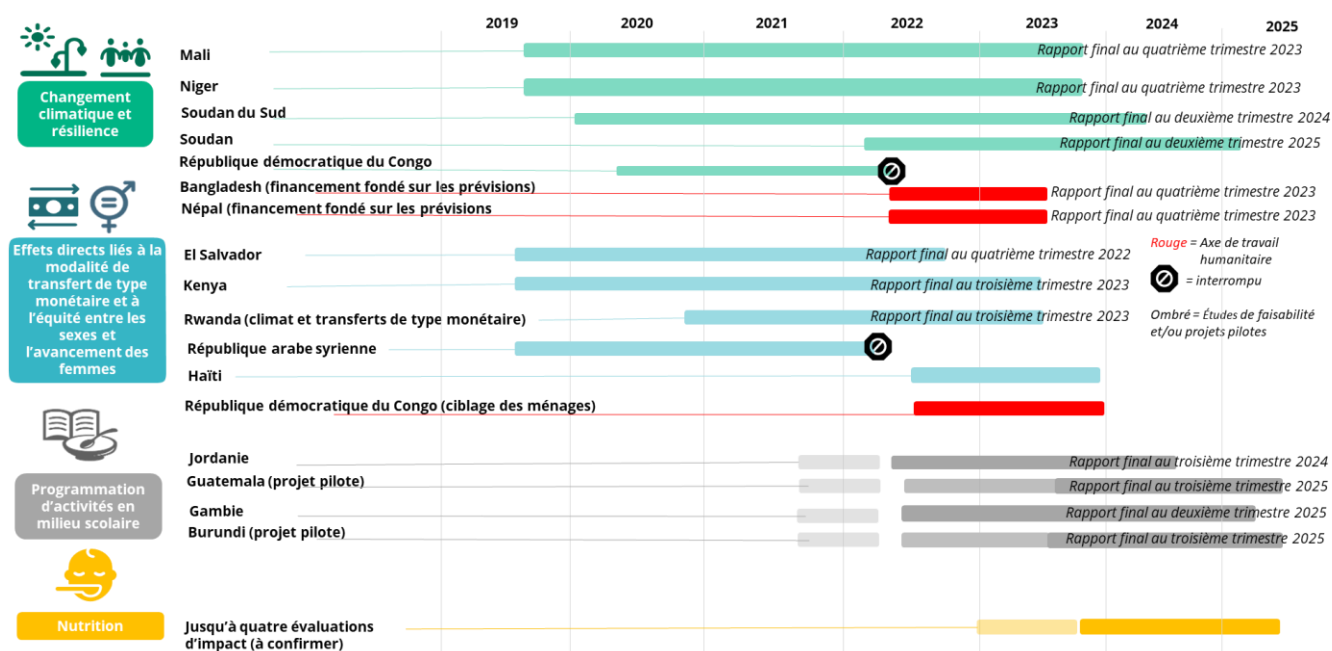 2019 2020 2021 2022 2023 2024 2025
Changement
climatique et
résilience
Mali
Rapport final au quatrième trimestre 2023
Niger
Rapport final au quatrième trimestre 2023
Soudan du Sud
Rapport final au deuxième trimestre 2024
Soudan
Rapport final au deuxième trimestre 2025
République démocratique du Congo
Bangladesh (financement fondé sur les prévisions)
Rapport final au quatrième trimestre 2023
Népal (financement fondé sur les prévisions
Rapport final au quatrième trimestre 2023
Effets directs liés à la
modalité de
transfert de type
monétaire et à
l'équité entre les
sexes et
l'avancement des
femmes
El Salvador
Rapport final au quatrième trimestre 2022
Kenya
Rapport final au troisième trimestre 2023
Rwanda (climat et transferts de type monétaire)
Rapport final au troisième trimestre 2023
République arabe syrienne
Haïti
République démocratique du Congo (ciblage des ménages)
Rouge = Axe de travail
humanitaire
= interrompu
Ombré = Études de faisabilité
et/ou projets pilotes
Programmation
d'activités en
milieu scolaire
Jordanie
Rapport final au troisième trimestre 2024
Guatemala (projet pilote)
Rapport final au troisième trimestre 2025
Gambie
Rapport final au deuxième trimestre 2025
Burundi (projet pilote)
Rapport final au troisième trimestre 2025
Nutrition
Jusqu'à quatre évaluations
d'impact (à confirmer)